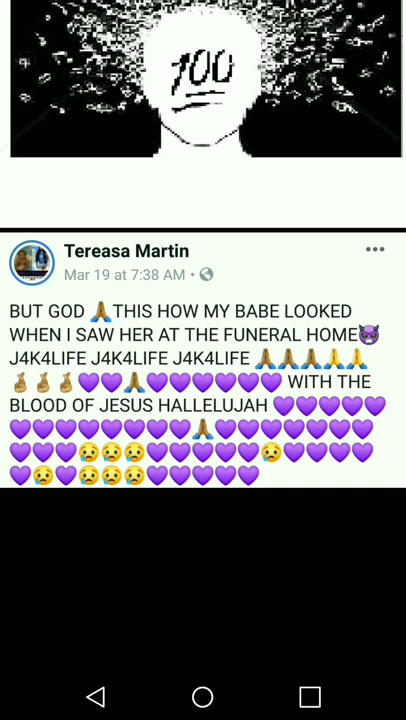 100
Tereasa Martin
Mar 19 at 7:38 AM •
BUT GOD 🙏🏾THIS HOW MY BABE LOOKED
WHEN I SAW HER AT THE FUNERAL HOME😈
J4K4LIFE J4K4LIFE J4K4LIFE 🙏🏾🙏🏾🙏🏾🙏🙏
🤞🏽🤞🏽🤞🏽💜💜🙏🏾💜💜💜💜💜💜 WITH THE
BLOOD OF JESUS HALLELUJAH 💜💜💜💜💜
💜💜💜💜💜💜💜💜🙏🏾💜💜💜💜💜💜💜
💜💜💜😢😢😢💜💜💜💜💜😢💜💜💜💜
💜😢💜😢😢😢💜💜💜💜💜